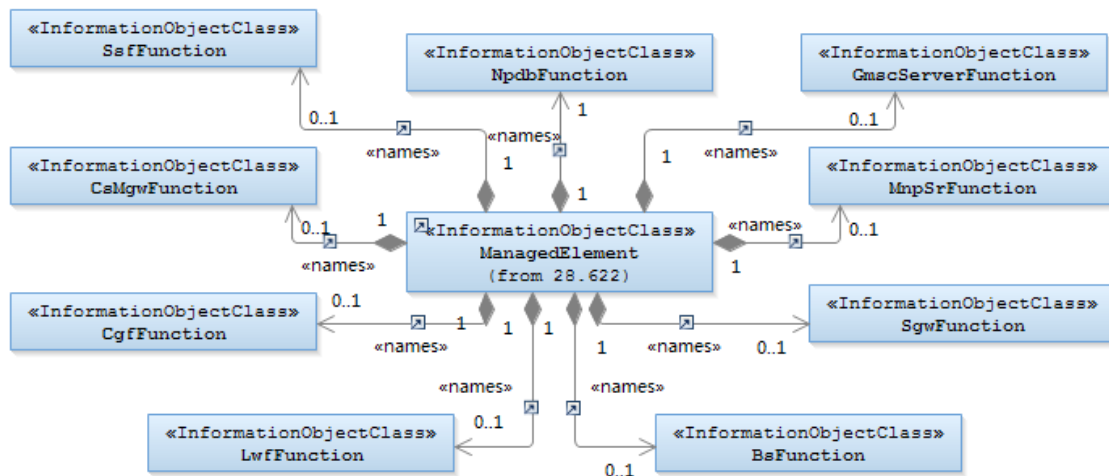 «InformationObjectClass»
SsfFunction
«InformationObjectClass»
NpdbFunction
«InformationObjectClass»
GmscServerFunction
0..1
«names»
1
1
«names»
1
0..1
«names»
1
«InformationObjectClass»
CsMgwFunction
«InformationObjectClass»
MnpSrFunction
0..1
«names»
1
«InformationObjectClass»
ManagedElement
(from 28.622)
«names»
0..1
1
«InformationObjectClass»
CgfFunction
0..1
«names»
1
«InformationObjectClass»
SgwFunction
1
«names»
0..1
1
«names»
0..1
1
«names»
0..1
«InformationObjectClass»
LwfFunction
«InformationObjectClass»
BsFunction